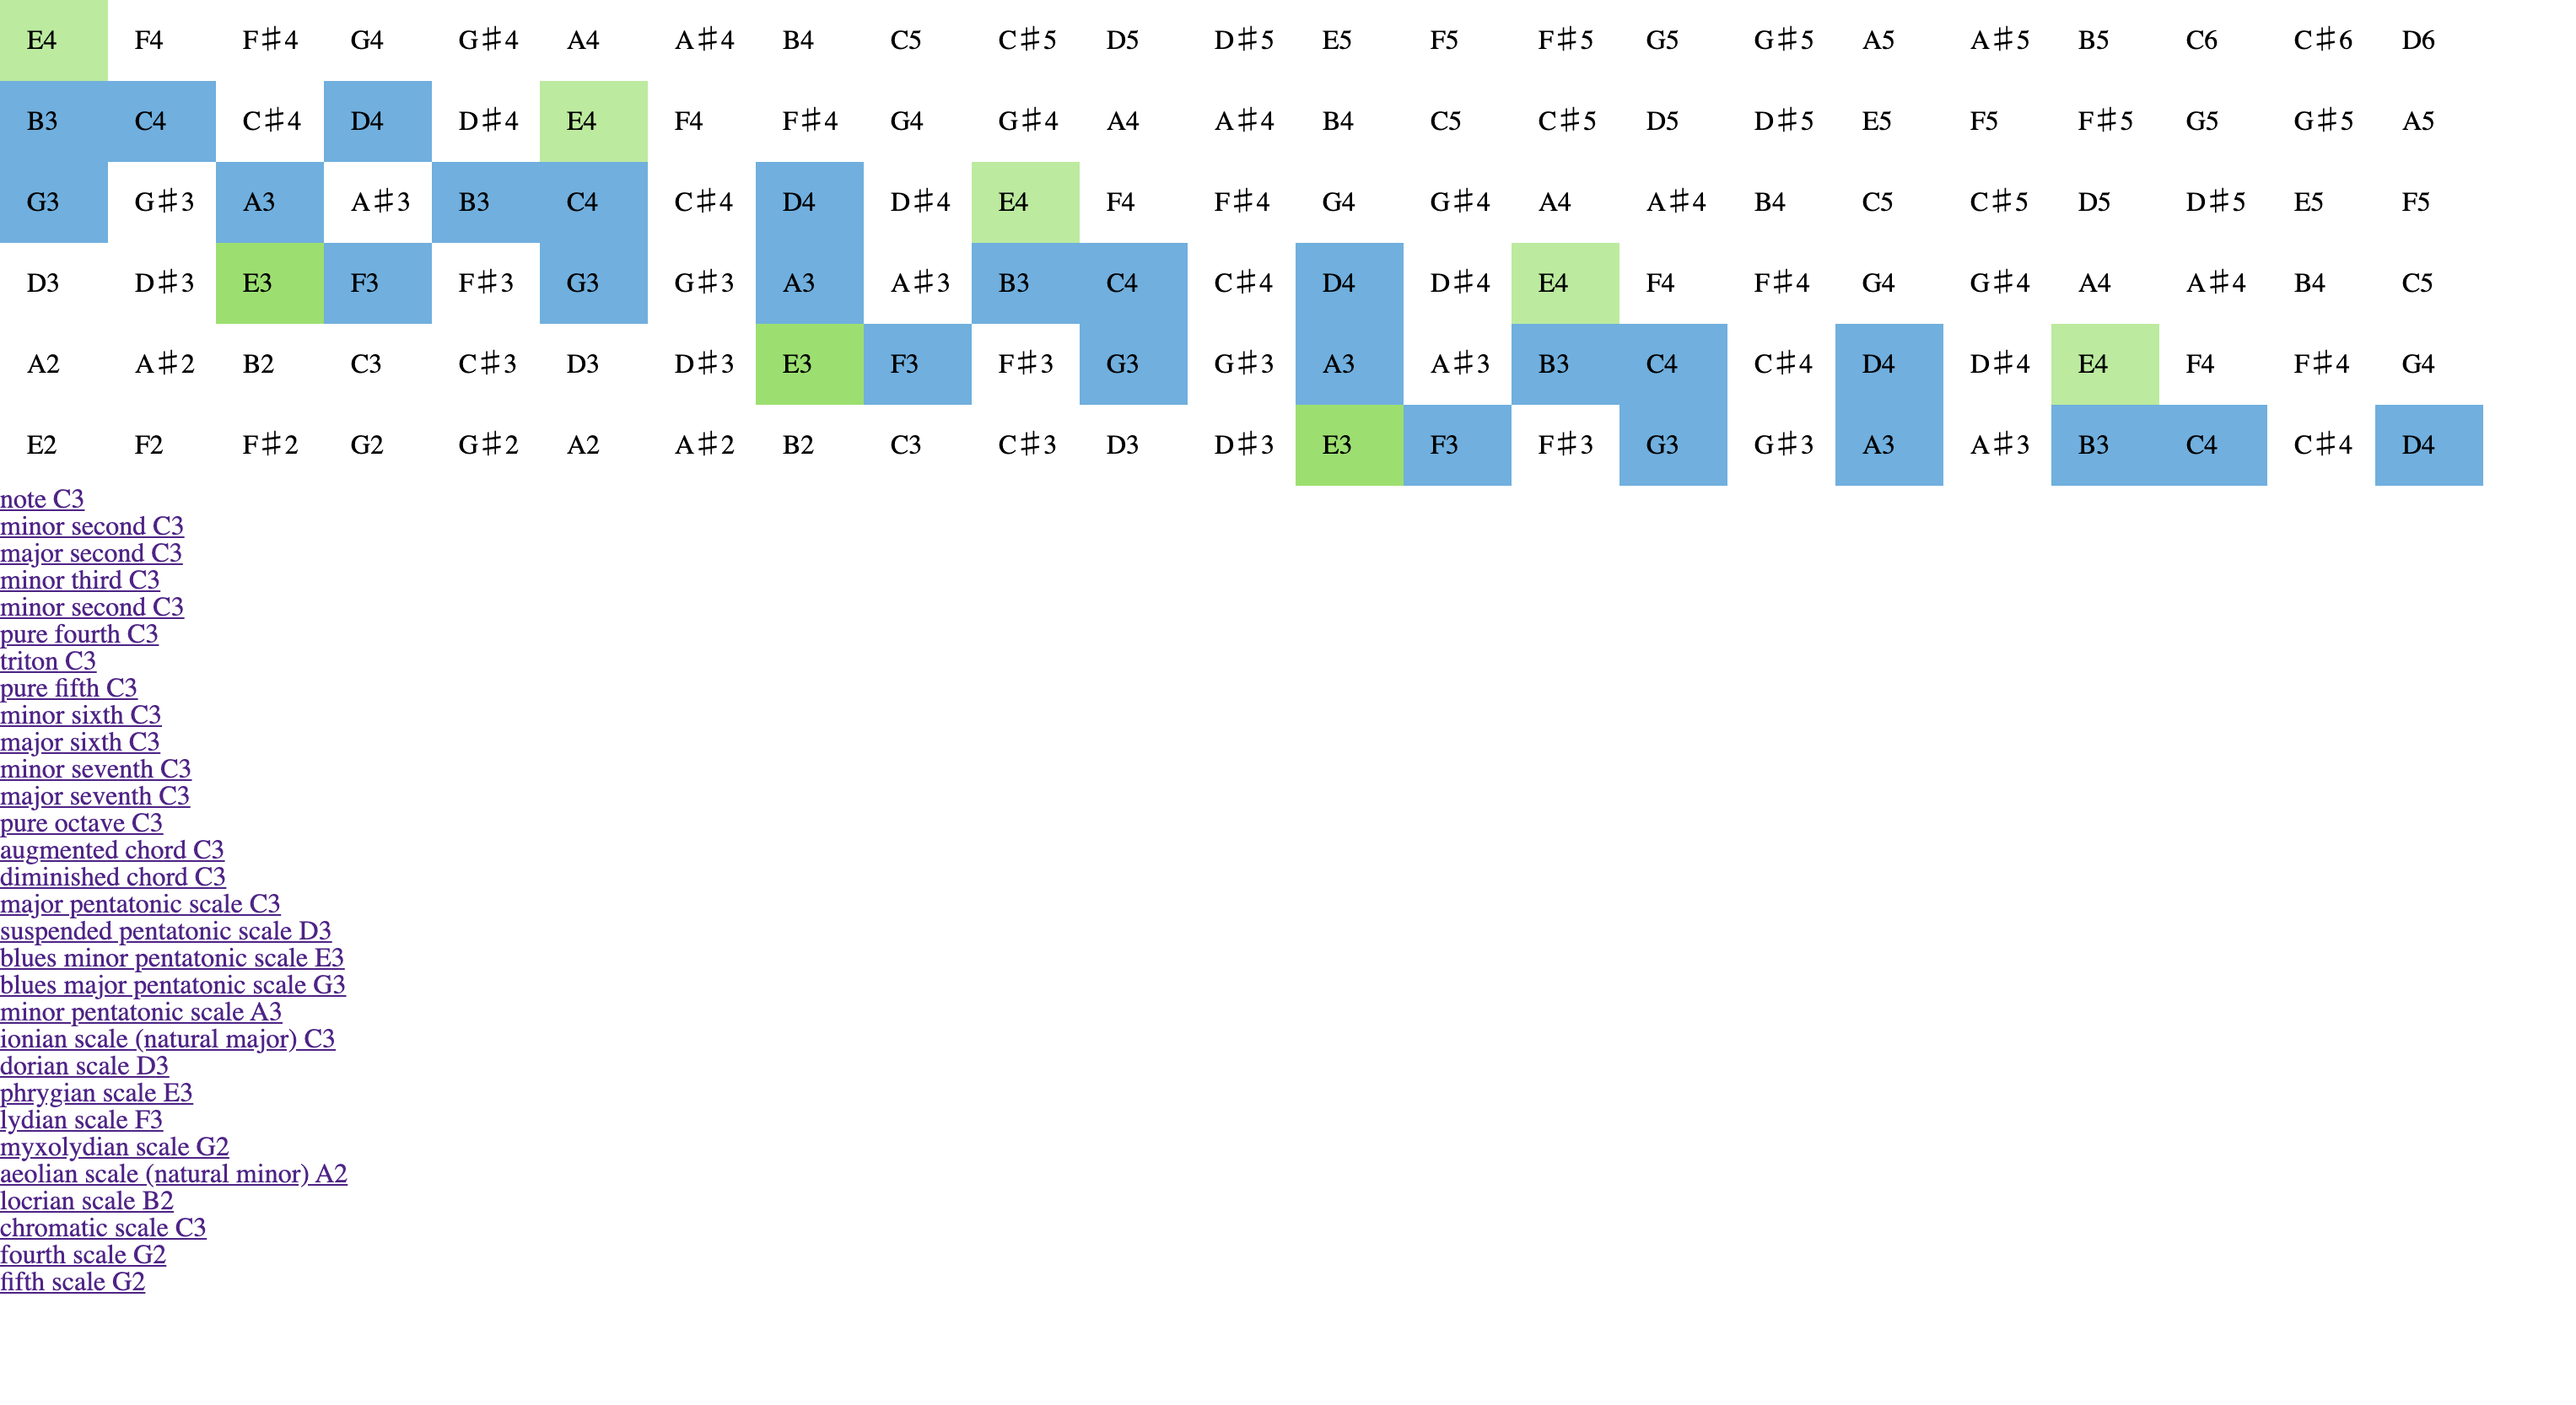 E4 F4 F♯4 G4 G♯4 A4 A♯4 B4 C5 C♯5 D5 D♯5 E5 F5 F♯5 G5 G♯5 A5 A♯5 B5 C6 C♯6 D6
B3 C4 C♯4 D4 D♯4 E4 F4 F♯4 G4 G♯4 A4 A♯4 B4 C5 C♯5 D5 D♯5 E5 F5 F♯5 G5 G♯5 A5
G3 G♯3 A3 A♯3 B3 C4 C♯4 D4 D♯4 E4 F4 F♯4 G4 G♯4 A4 A♯4 B4 C5 C♯5 D5 D♯5 E5 F5
D3 D♯3 E3 F3 F♯3 G3 G♯3 A3 A♯3 B3 C4 C♯4 D4 D♯4 E4 F4 F♯4 G4 G♯4 A4 A♯4 B4 C5
A2 A♯2 B2 C3 C♯3 D3 D♯3 E3 F3 F♯3 G3 G♯3 A3 A♯3 B3 C4 C♯4 D4 D♯4 E4 F4 F♯4 G4
E2 F2 F♯2 G2 G♯2 A2 A♯2 B2 C3 C♯3 D3 D♯3 E3 F3 F♯3 G3 G♯3 A3 A♯3 B3 C4 C♯4 D4
note C3
minor second C3
major second C3
minor third C3
minor second C3
pure fourth C3
triton C3
pure fifth C3
minor sixth C3
major sixth C3
minor seventh C3
major seventh C3
pure octave C3
augmented chord C3
diminished chord C3
major pentatonic scale C3
suspended pentatonic scale D3
blues minor pentatonic scale E3
blues major pentatonic scale G3
minor pentatonic scale A3
ionian scale (natural major) C3
dorian scale D3
phrygian scale E3
lydian scale F3
myxolydian scale G2
aeolian scale (natural minor) A2
locrian scale B2
chromatic scale C3
fourth scale G2
fifth scale G2